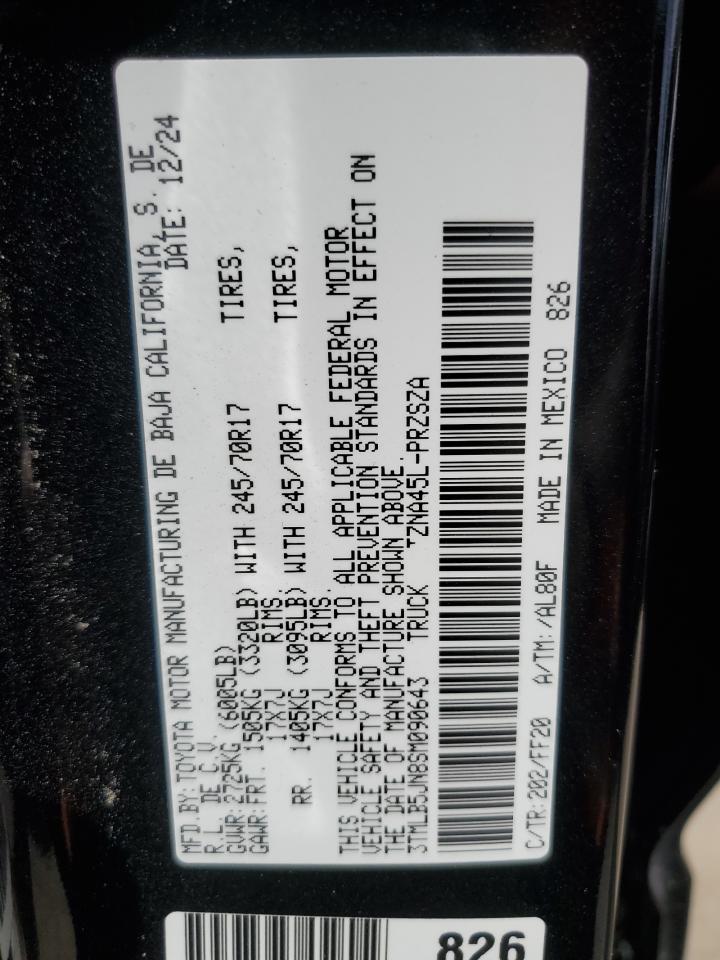 MFD.BY:TOYOTA MOTOR MANUFACTURING DE BAJA CALIFORNIA,S. DE
R.L. DE C.V. DATE: 12/24
GVWR:2725KG (6005LB)
GAWR:FRT. 1505KG (3320LB) WITH 245/70R17 TIRES,
17X7J RIMS.
RR. 1405KG (3095LB) WITH 245/70R17 TIRES,
17X7J RIMS.
THIS VEHICLE CONFORMS TO ALL APPLICABLE FEDERAL MOTOR
VEHICLE SAFETY AND THEFT PREVENTION STANDARDS IN EFFECT ON
THE DATE OF MANUFACTURE SHOWN ABOVE.
3TMLB5JN8SM090643 TRUCK TZNA45L-PRZSZA
C/TR:202/FF20 A/TM:/AL80F MADE IN MEXICO 826
826